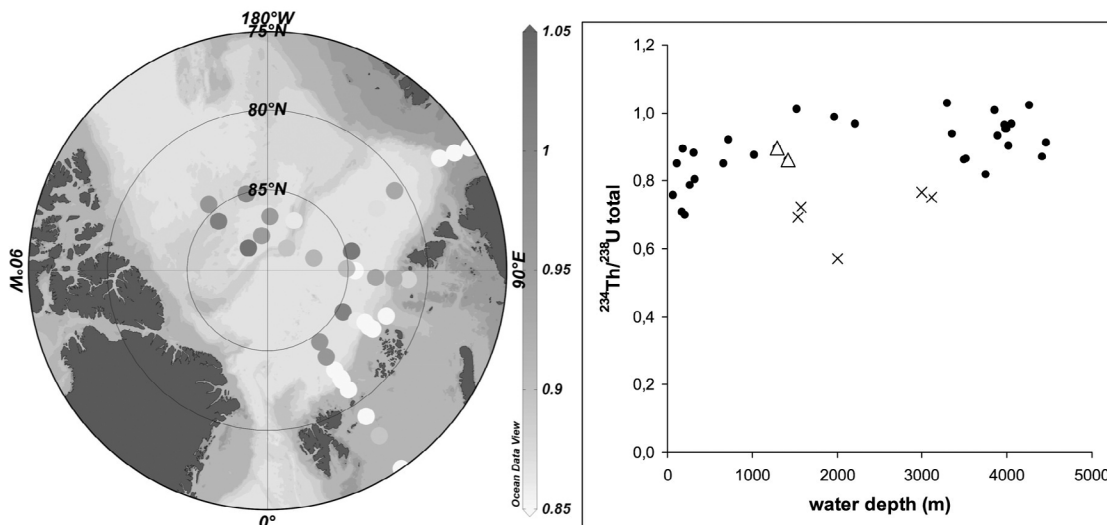 180°W
75°N
80°N
85°N
90°W
90°E
0°
1.05
1
0.95
0.9
0.85
Ocean Data View
1,2
1,0
0,8
0,6
0,4
0,2
0,0
²³⁴Th/²³⁸U total
0 1000 2000 3000 4000 5000
water depth (m)